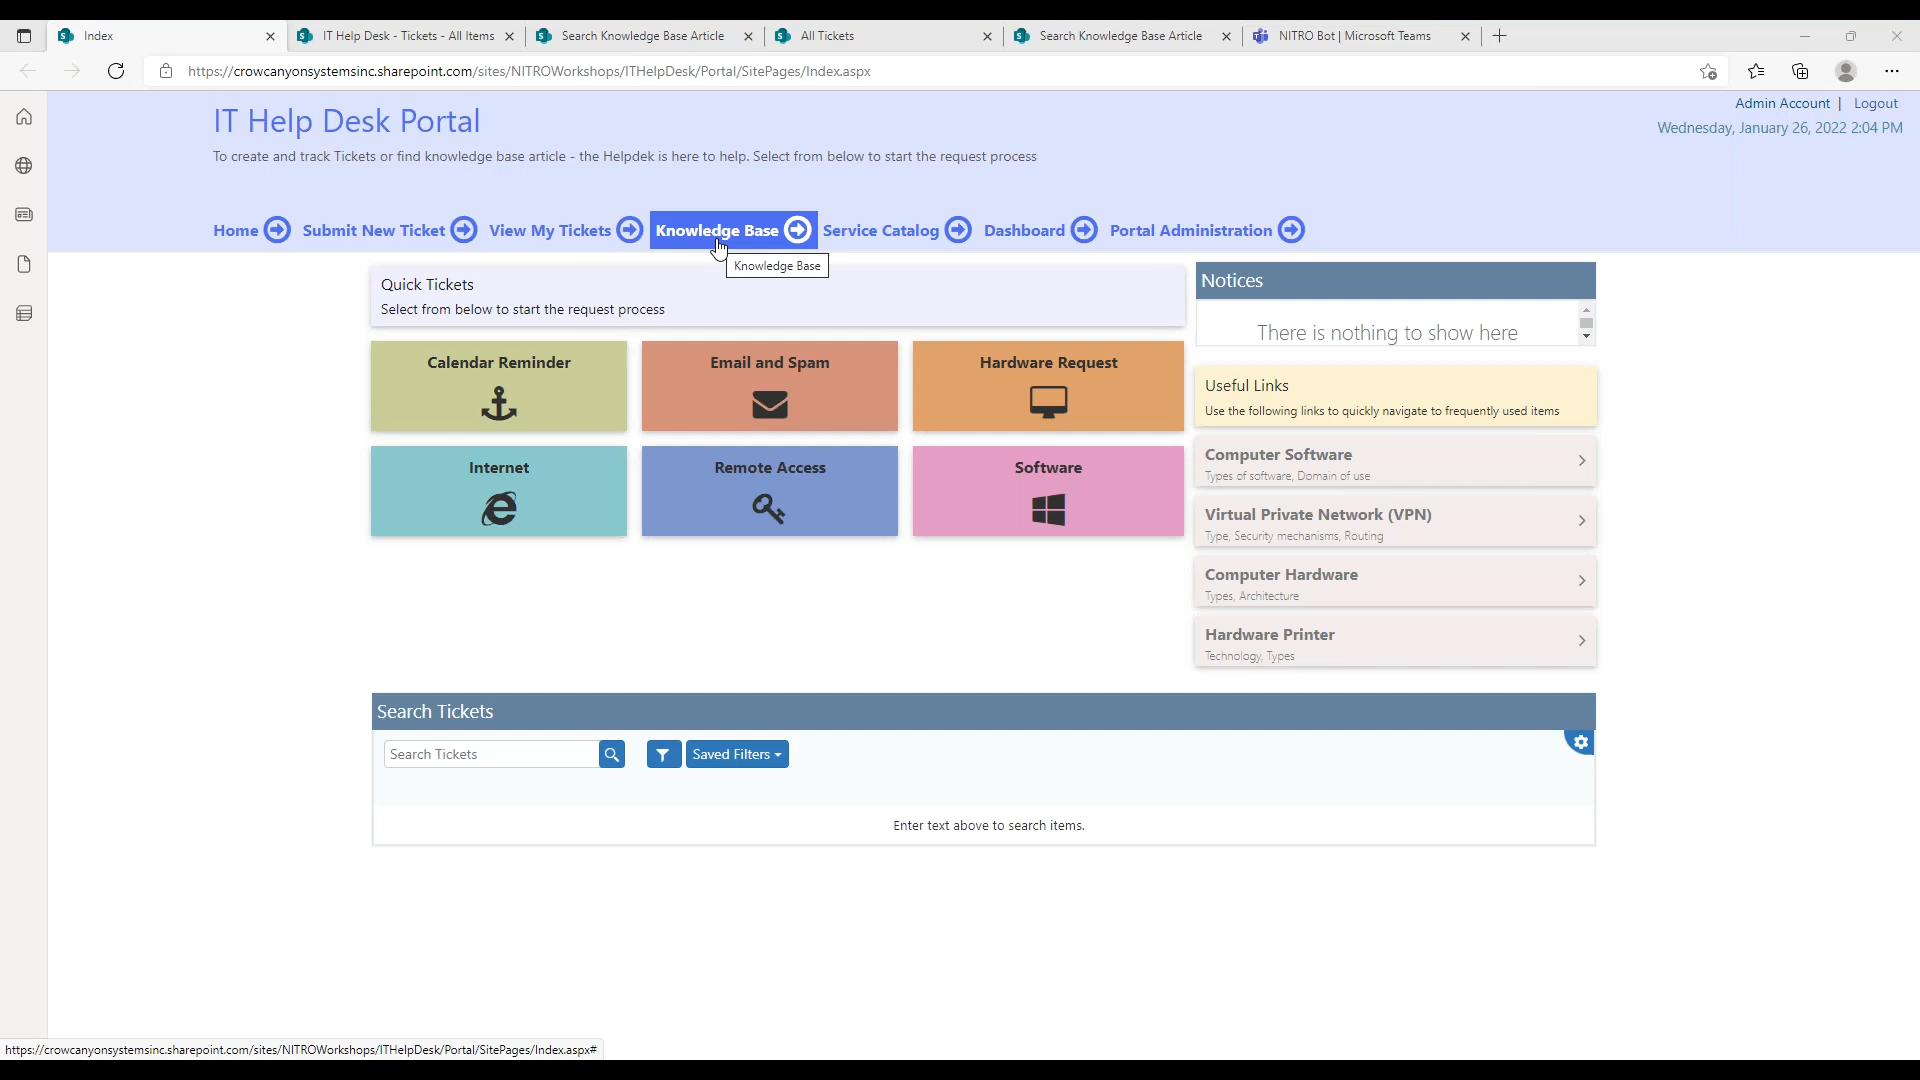 Index
IT Help Desk - Tickets - All Items
Search Knowledge Base Article
All Tickets
Search Knowledge Base Article
NITRO Bot | Microsoft Teams
https://crowcanyonsystemsinc.sharepoint.com/sites/NITROWorkshops/ITHelpDesk/Portal/SitePages/Index.aspx
Admin Account | Logout
Wednesday, January 26, 2022 2:04 PM
IT Help Desk Portal
To create and track Tickets or find knowledge base article - the Helpdek is here to help. Select from below to start the request process
Home Submit New Ticket View My Tickets Knowledge Base Service Catalog Dashboard Portal Administration
Knowledge Base
Quick Tickets
Select from below to start the request process
Calendar Reminder
Email and Spam
Hardware Request
Internet
Remote Access
Software
Notices
There is nothing to show here
Useful Links
Use the following links to quickly navigate to frequently used items
Computer Software
Types of software, Domain of use
Virtual Private Network (VPN)
Type, Security mechanisms, Routing
Computer Hardware
Types, Architecture
Hardware Printer
Technology, Types
Search Tickets
Search Tickets
Saved Filters
Enter text above to search items.
https://crowcanyonsystemsinc.sharepoint.com/sites/NITROWorkshops/ITHelpDesk/Portal/SitePages/Index.aspx#